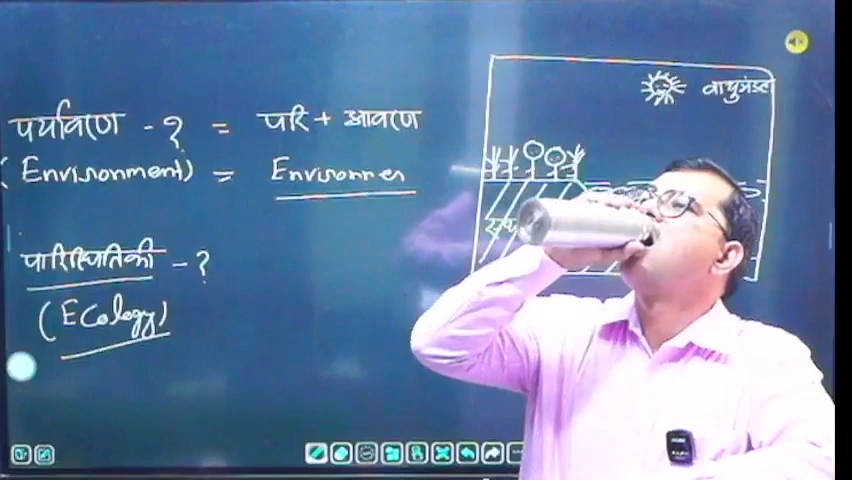 पर्यावरण - ? = परि + आवरण
(Environment) = Environner
पारिस्थितिकी - ?
(Ecology)
वायुमंडल